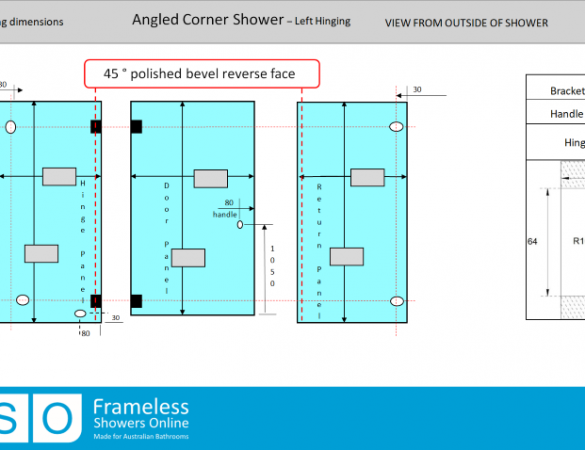 ng dimensions
Angled Corner Shower – Left Hinging
VIEW FROM OUTSIDE OF SHOWER
45 ° polished bevel reverse face
30
30
Bracket
Handle
Hing
64
R1
Hinge Panel
Door Panel
Return Panel
80
handle
1050
30
80
SO
Frameless
Showers Online
Made for Australian Bathrooms